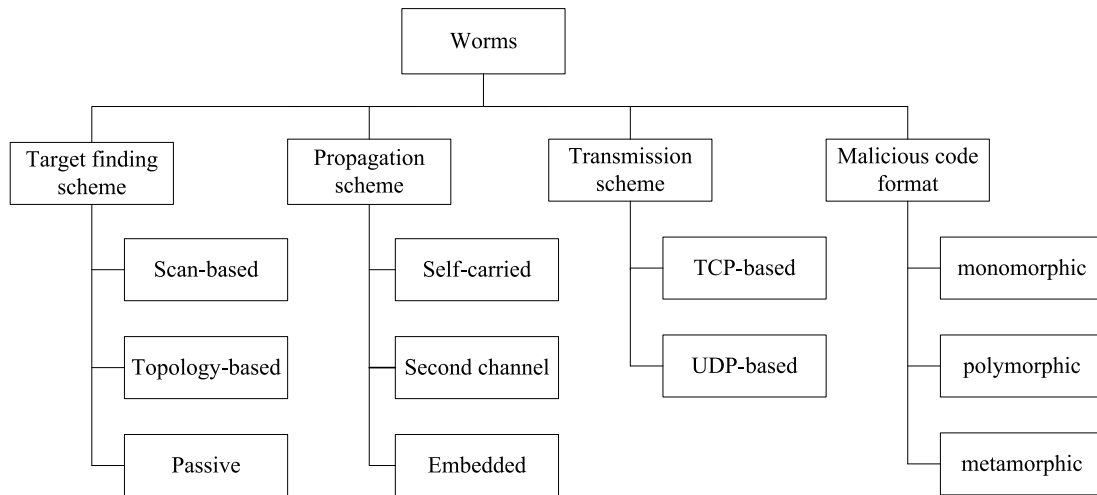 Worms
Target finding
scheme
Propagation
scheme
Transmission
scheme
Malicious code
format
Scan-based
Self-carried
TCP-based
monomorphic
Topology-based
Second channel
UDP-based
polymorphic
Passive
Embedded
metamorphic